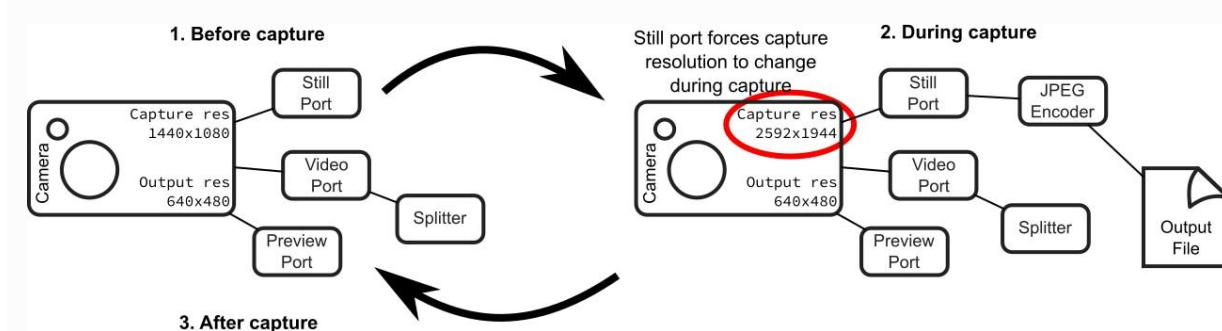 1. Before capture
Still
Port
Capture res
1440x1080
Camera
Video
Port
Output res
640x480
Splitter
Preview
Port
Still port forces capture
resolution to change
during capture
2. During capture
Still
Port
JPEG
Encoder
Capture res
2592x1944
Camera
Video
Port
Output res
640x480
Splitter
Preview
Port
Output
File
3. After capture